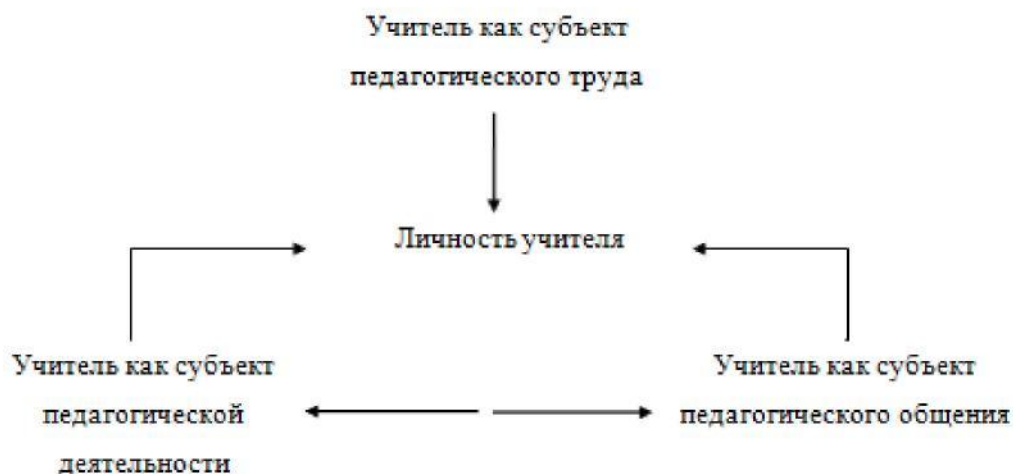 Учитель как субъект
педагогического труда
Личность учителя
Учитель как субъект
педагогической
деятельности
Учитель как субъект
педагогического общения